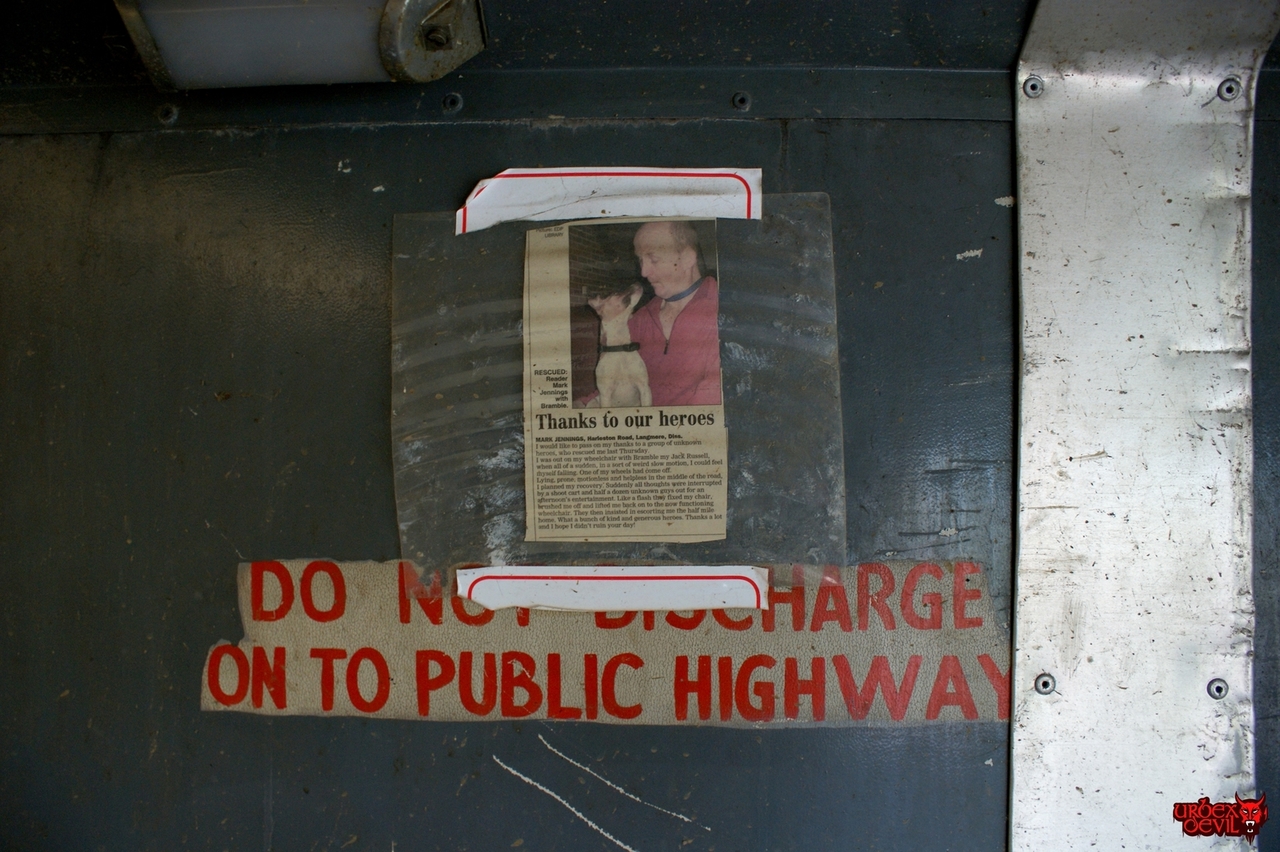 Picture: EDP
LIBRARY
RESCUED:
Reader
Mark
Jennings
with
Bramble.
Thanks to our heroes
MARK JENNINGS, Harleston Road, Langmere, Diss.
I would like to pass on my thanks to a group of unknown
heroes, who rescued me last Thursday.
I was out on my wheelchair with Bramble my Jack Russell,
when all of a sudden, in a sort of weird slow motion, I could feel
myself falling. One of my wheels had come off.
Lying, prone, motionless and helpless in the middle of the road,
I planned my recovery. Suddenly all thoughts were interrupted
by a shoot cart and half a dozen unknown guys out for an
afternoon's entertainment. Like a flash they fixed my chair,
brushed me off and lifted me back on to the now functioning
wheelchair. They then insisted in escorting me the half mile
home. What a bunch of kind and generous heroes. Thanks a lot
and I hope I didn't ruin your day!
DO NOT DISCHARGE
ON TO PUBLIC HIGHWAY
URBEX
DEVIL